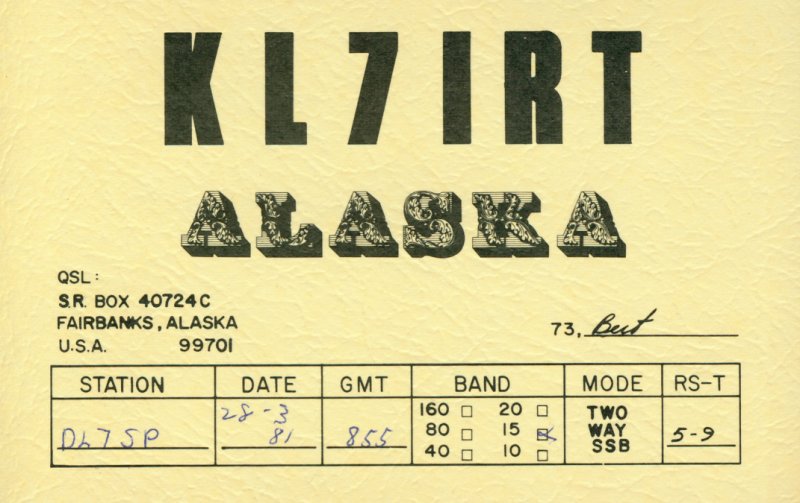 KL7IRT
ALASKA
QSL:
S.R. BOX 40724C
FAIRBANKS, ALASKA
U.S.A. 99701
73, Bert
STATION DATE GMT BAND MODE RS-T
DL7SP 28-3 81 855 160 □ 20 □ TWO 5-9
80 □ 15 ☒ WAY
40 □ 10 □ SSB